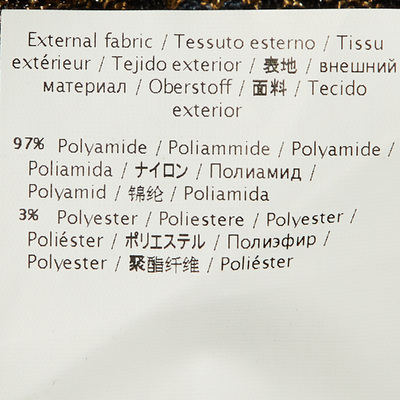 External fabric / Tessuto esterno / Tissu
extérieur / Tejido exterior / 表地 / внешний
материал / Oberstoff / 面料 / Tecido
exterior
97% Polyamide / Poliammide / Polyamide /
Poliamida / ナイロン / Полиамид /
Polyamid / 锦纶 / Poliamida
3% Polyester / Poliestere / Polyester /
Poliéster / ポリエステル / Полиэфир /
Polyester / 聚酯纤维 / Poliéster